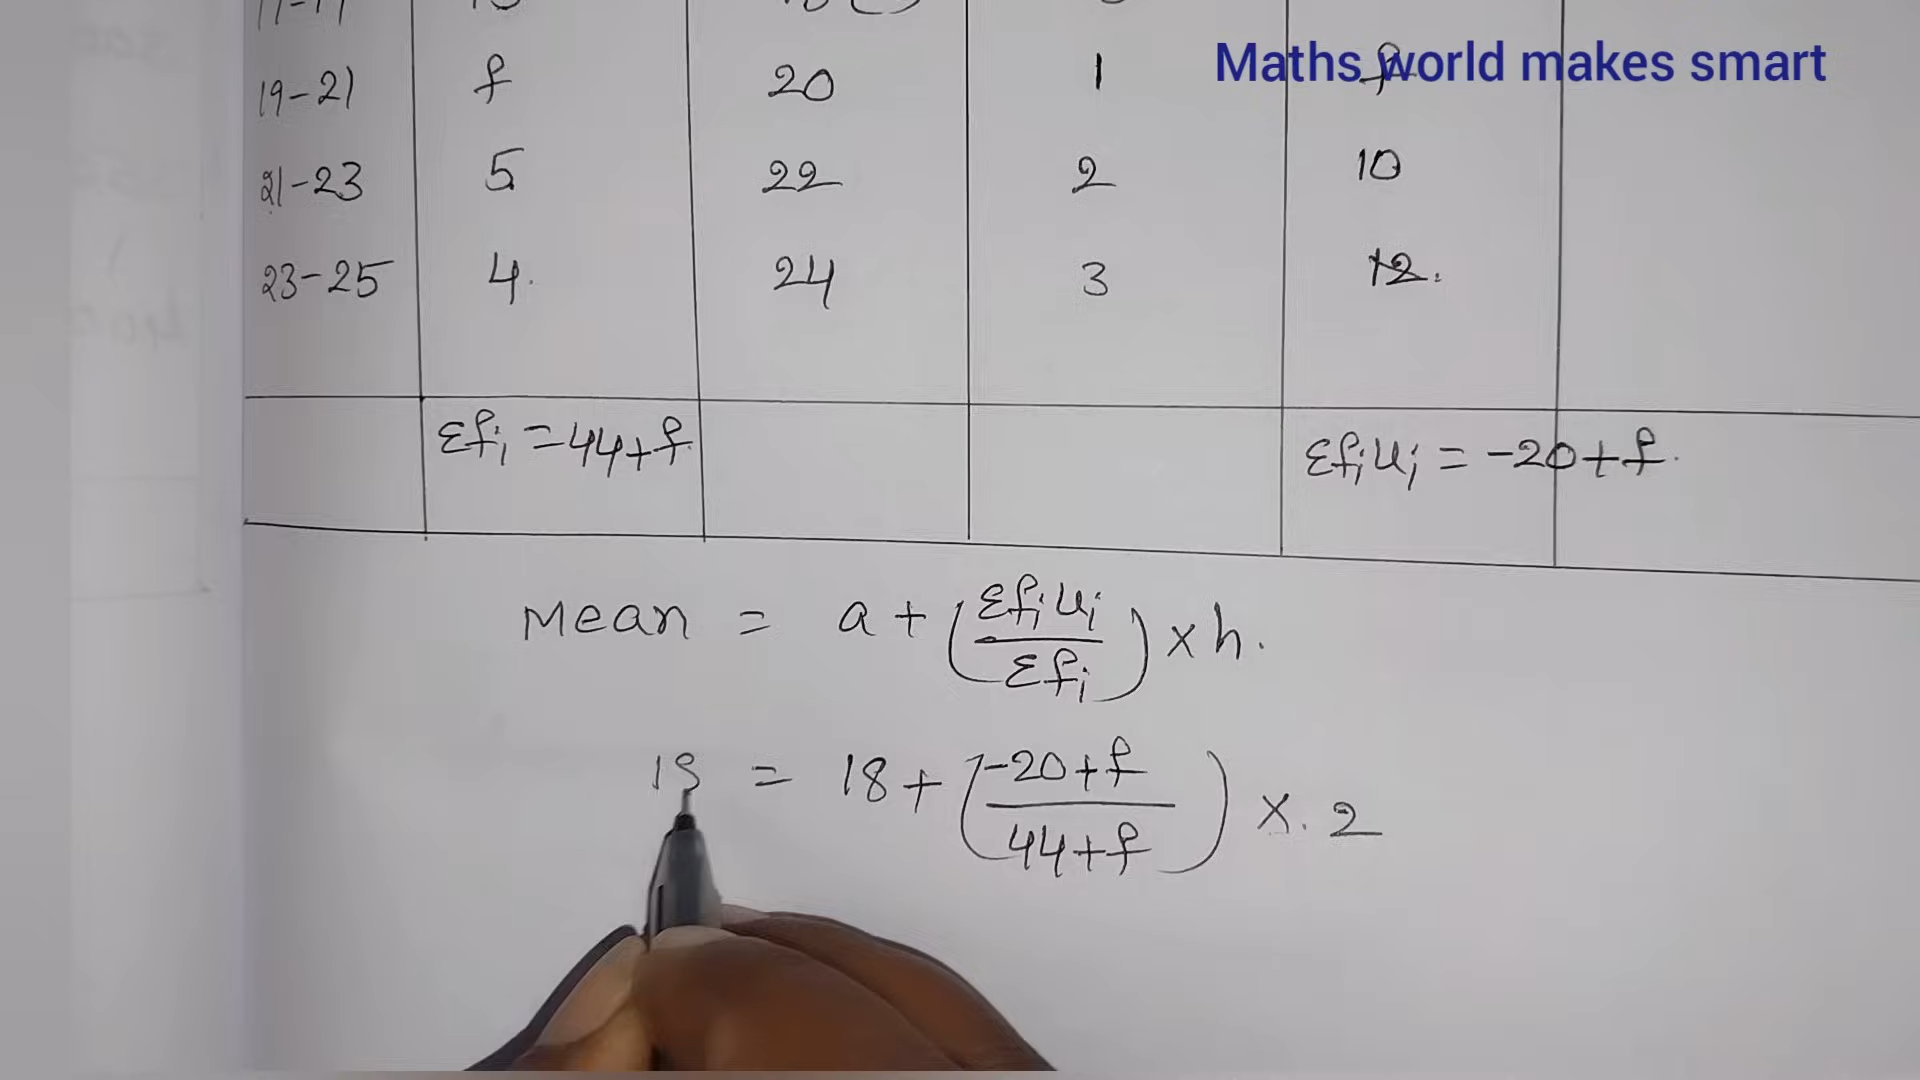 Maths world makes smart
19-21 f 20 1 f
21-23 5 22 2 10
23-25 4. 24 3 12.
Σfi = 44+f. Σfiui = -20+f.
Mean = a + (Σfiui / Σfi) × h.
18 = 18 + (-20+f / 44+f) ×. 2